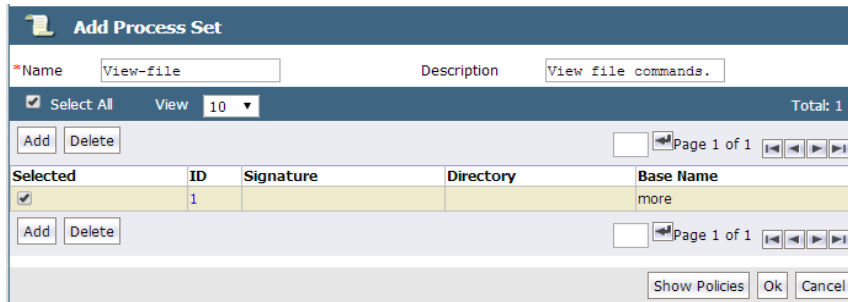 Add Process Set
*Name View-file Description View file commands.
Select All View 10 Total: 1
Add Delete Page 1 of 1
Selected ID Signature Directory Base Name
1 more
Add Delete Page 1 of 1
Show Policies Ok Cancel